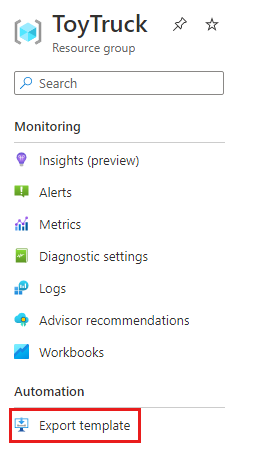 ToyTruck
Resource group
Search
Monitoring
Insights (preview)
Alerts
Metrics
Diagnostic settings
Logs
Advisor recommendations
Workbooks
Automation
Export template